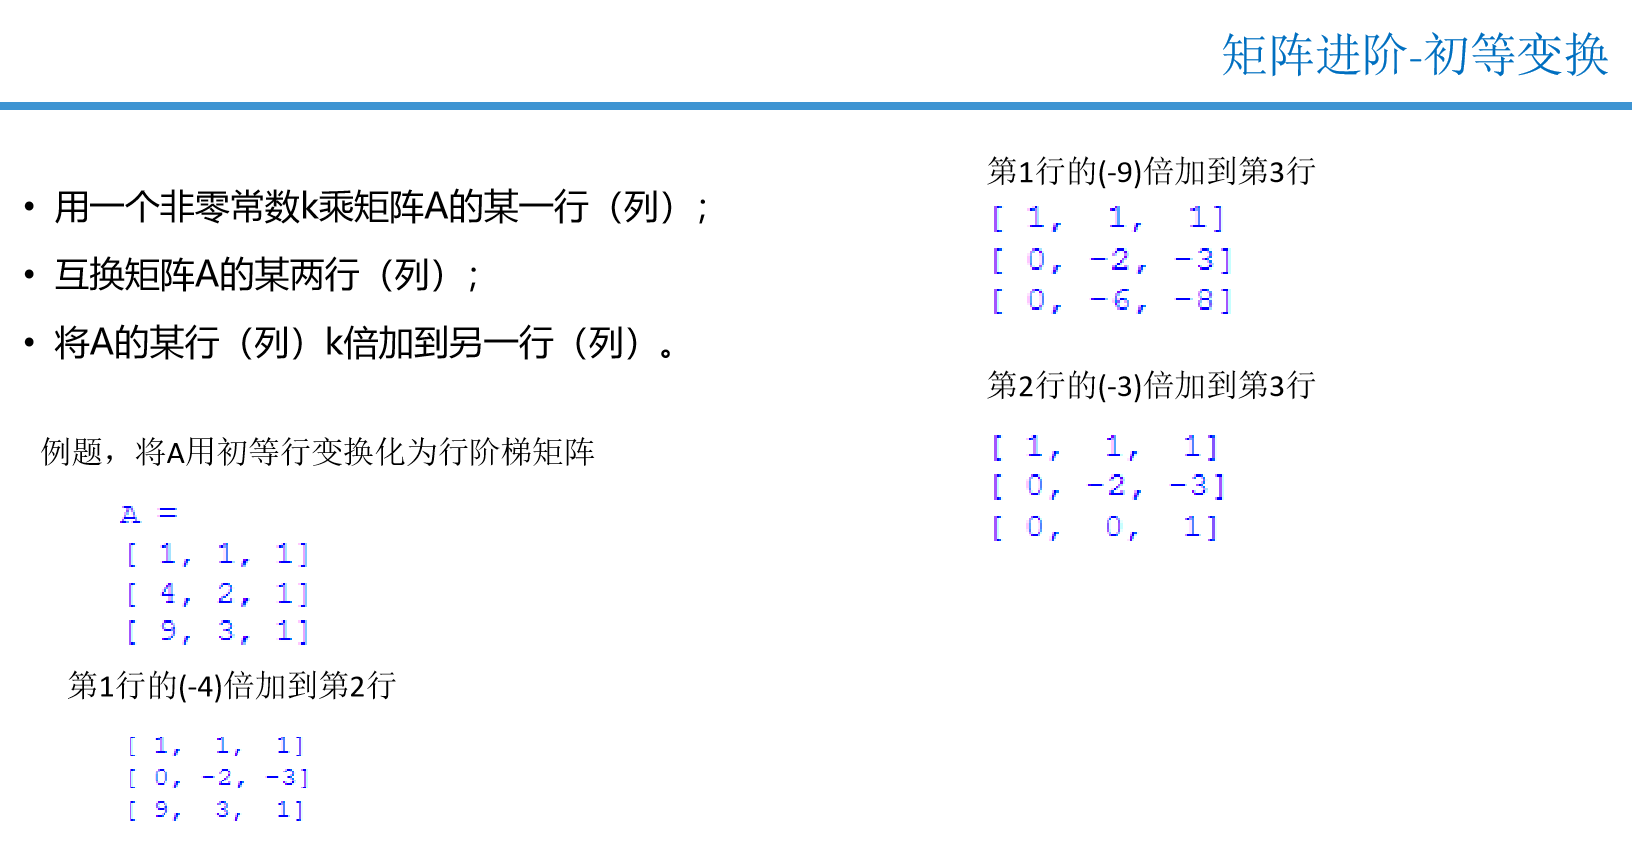 矩阵进阶-初等变换
• 用一个非零常数k乘矩阵A的某一行（列）；
• 互换矩阵A的某两行（列）；
• 将A的某行（列）k倍加到另一行（列）。
例题，将A用初等行变换化为行阶梯矩阵
A =
[ 1, 1, 1]
[ 4, 2, 1]
[ 9, 3, 1]
第1行的(-4)倍加到第2行
[ 1,  1,  1]
[ 0, -2, -3]
[ 9,  3,  1]
第1行的(-9)倍加到第3行
[ 1,  1,  1]
[ 0, -2, -3]
[ 0, -6, -8]
第2行的(-3)倍加到第3行
[ 1,  1,  1]
[ 0, -2, -3]
[ 0,  0,  1]